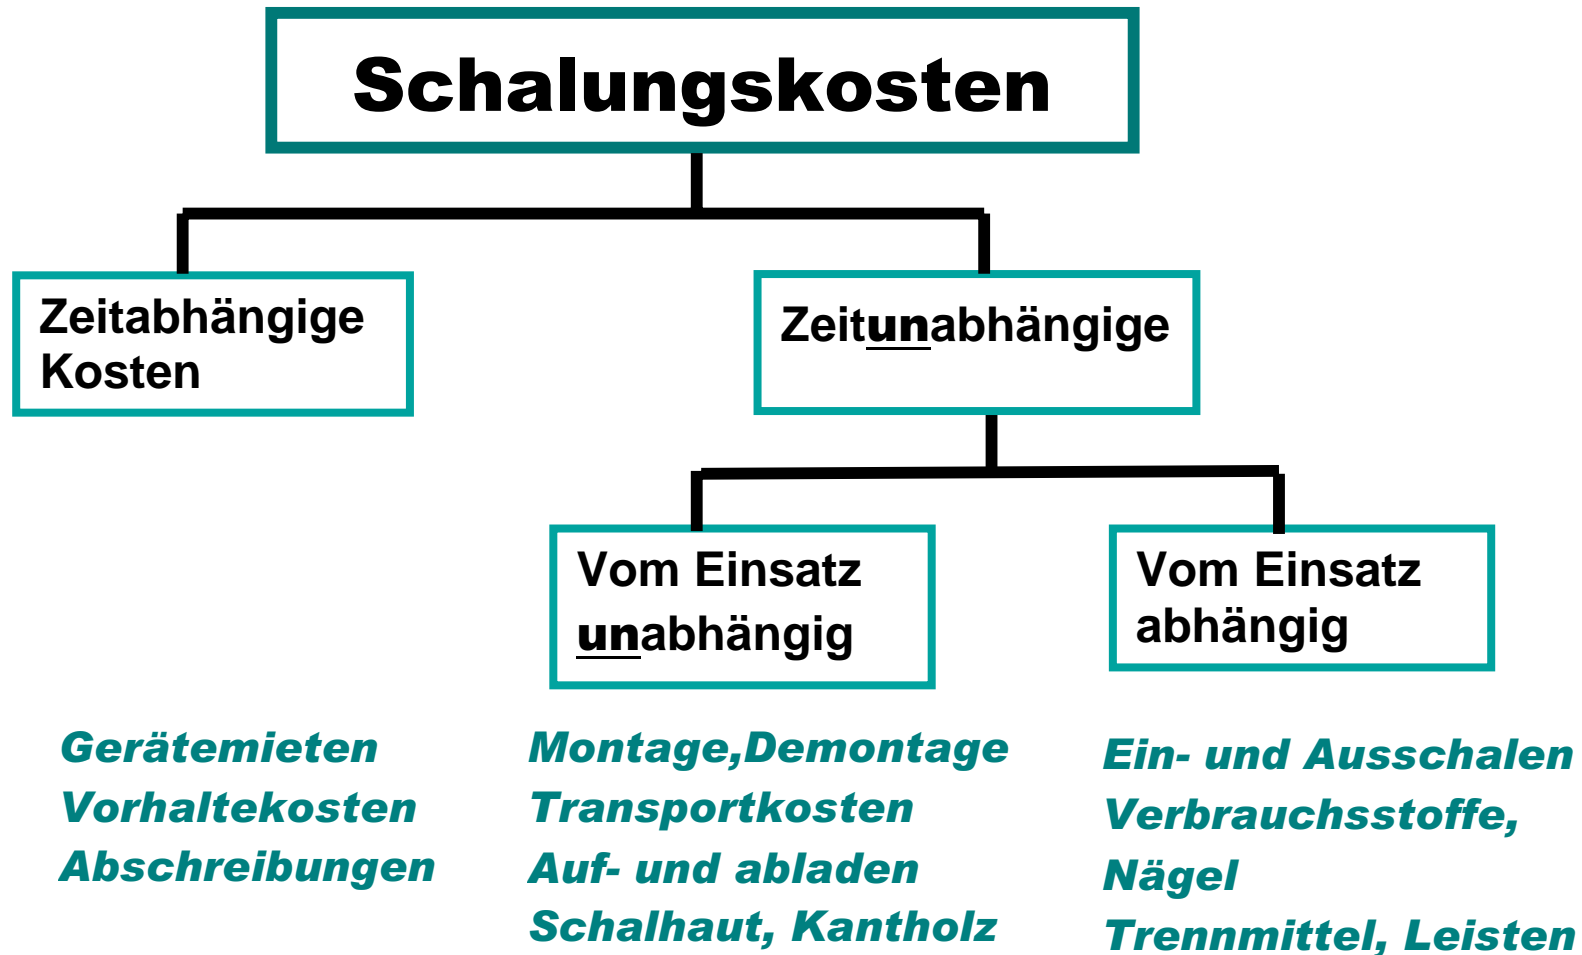 Schalungskosten
Zeitabhängige
Kosten
Zeitunabhängige
Vom Einsatz
unabhängig
Vom Einsatz
abhängig
Gerätemieten
Vorhaltekosten
Abschreibungen
Montage,Demontage
Transportkosten
Auf- und abladen
Schalhaut, Kantholz
Ein- und Ausschalen
Verbrauchsstoffe,
Nägel
Trennmittel, Leisten